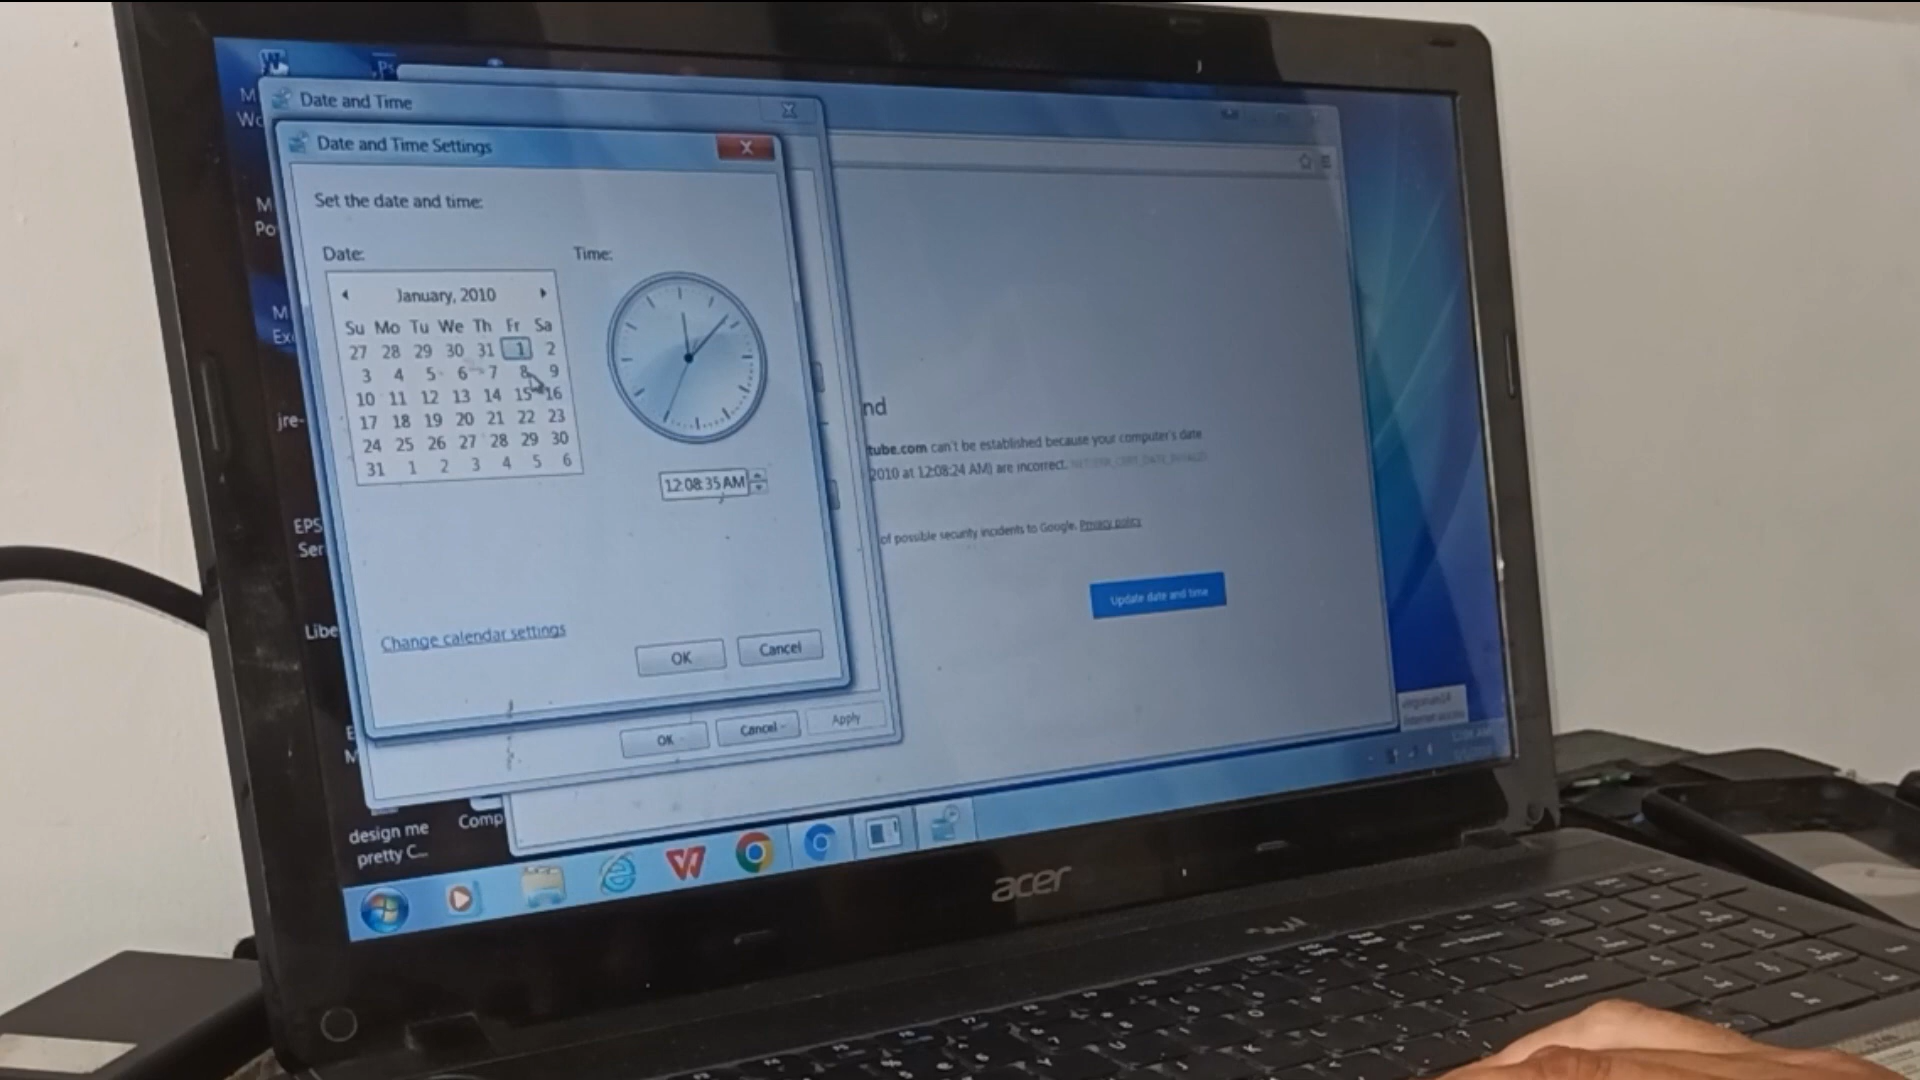 W
Ps
Date and Time
X
Date and Time Settings
X
Set the date and time:
Date:
Time:
January, 2010
Su Mo Tu We Th Fr Sa
27 28 29 30 31 1 2
3 4 5 6 7 8 9
10 11 12 13 14 15 16
17 18 19 20 21 22 23
24 25 26 27 28 29 30
31 1 2 3 4 5 6
12:08:35 AM
Change calendar settings
OK
Cancel
OK
Cancel
Apply
M
Wo
M
Po
M
Ex
jre-
EPS
Ser
Libe
E
M
design me
pretty C...
Comp
nd
tube.com can't be established because your computer's date
2010 at 12:08:24 AM) are incorrect. NET::ERR_CERT_DATE_INVALID
of possible security incidents to Google. Privacy policy
Update date and time
acer